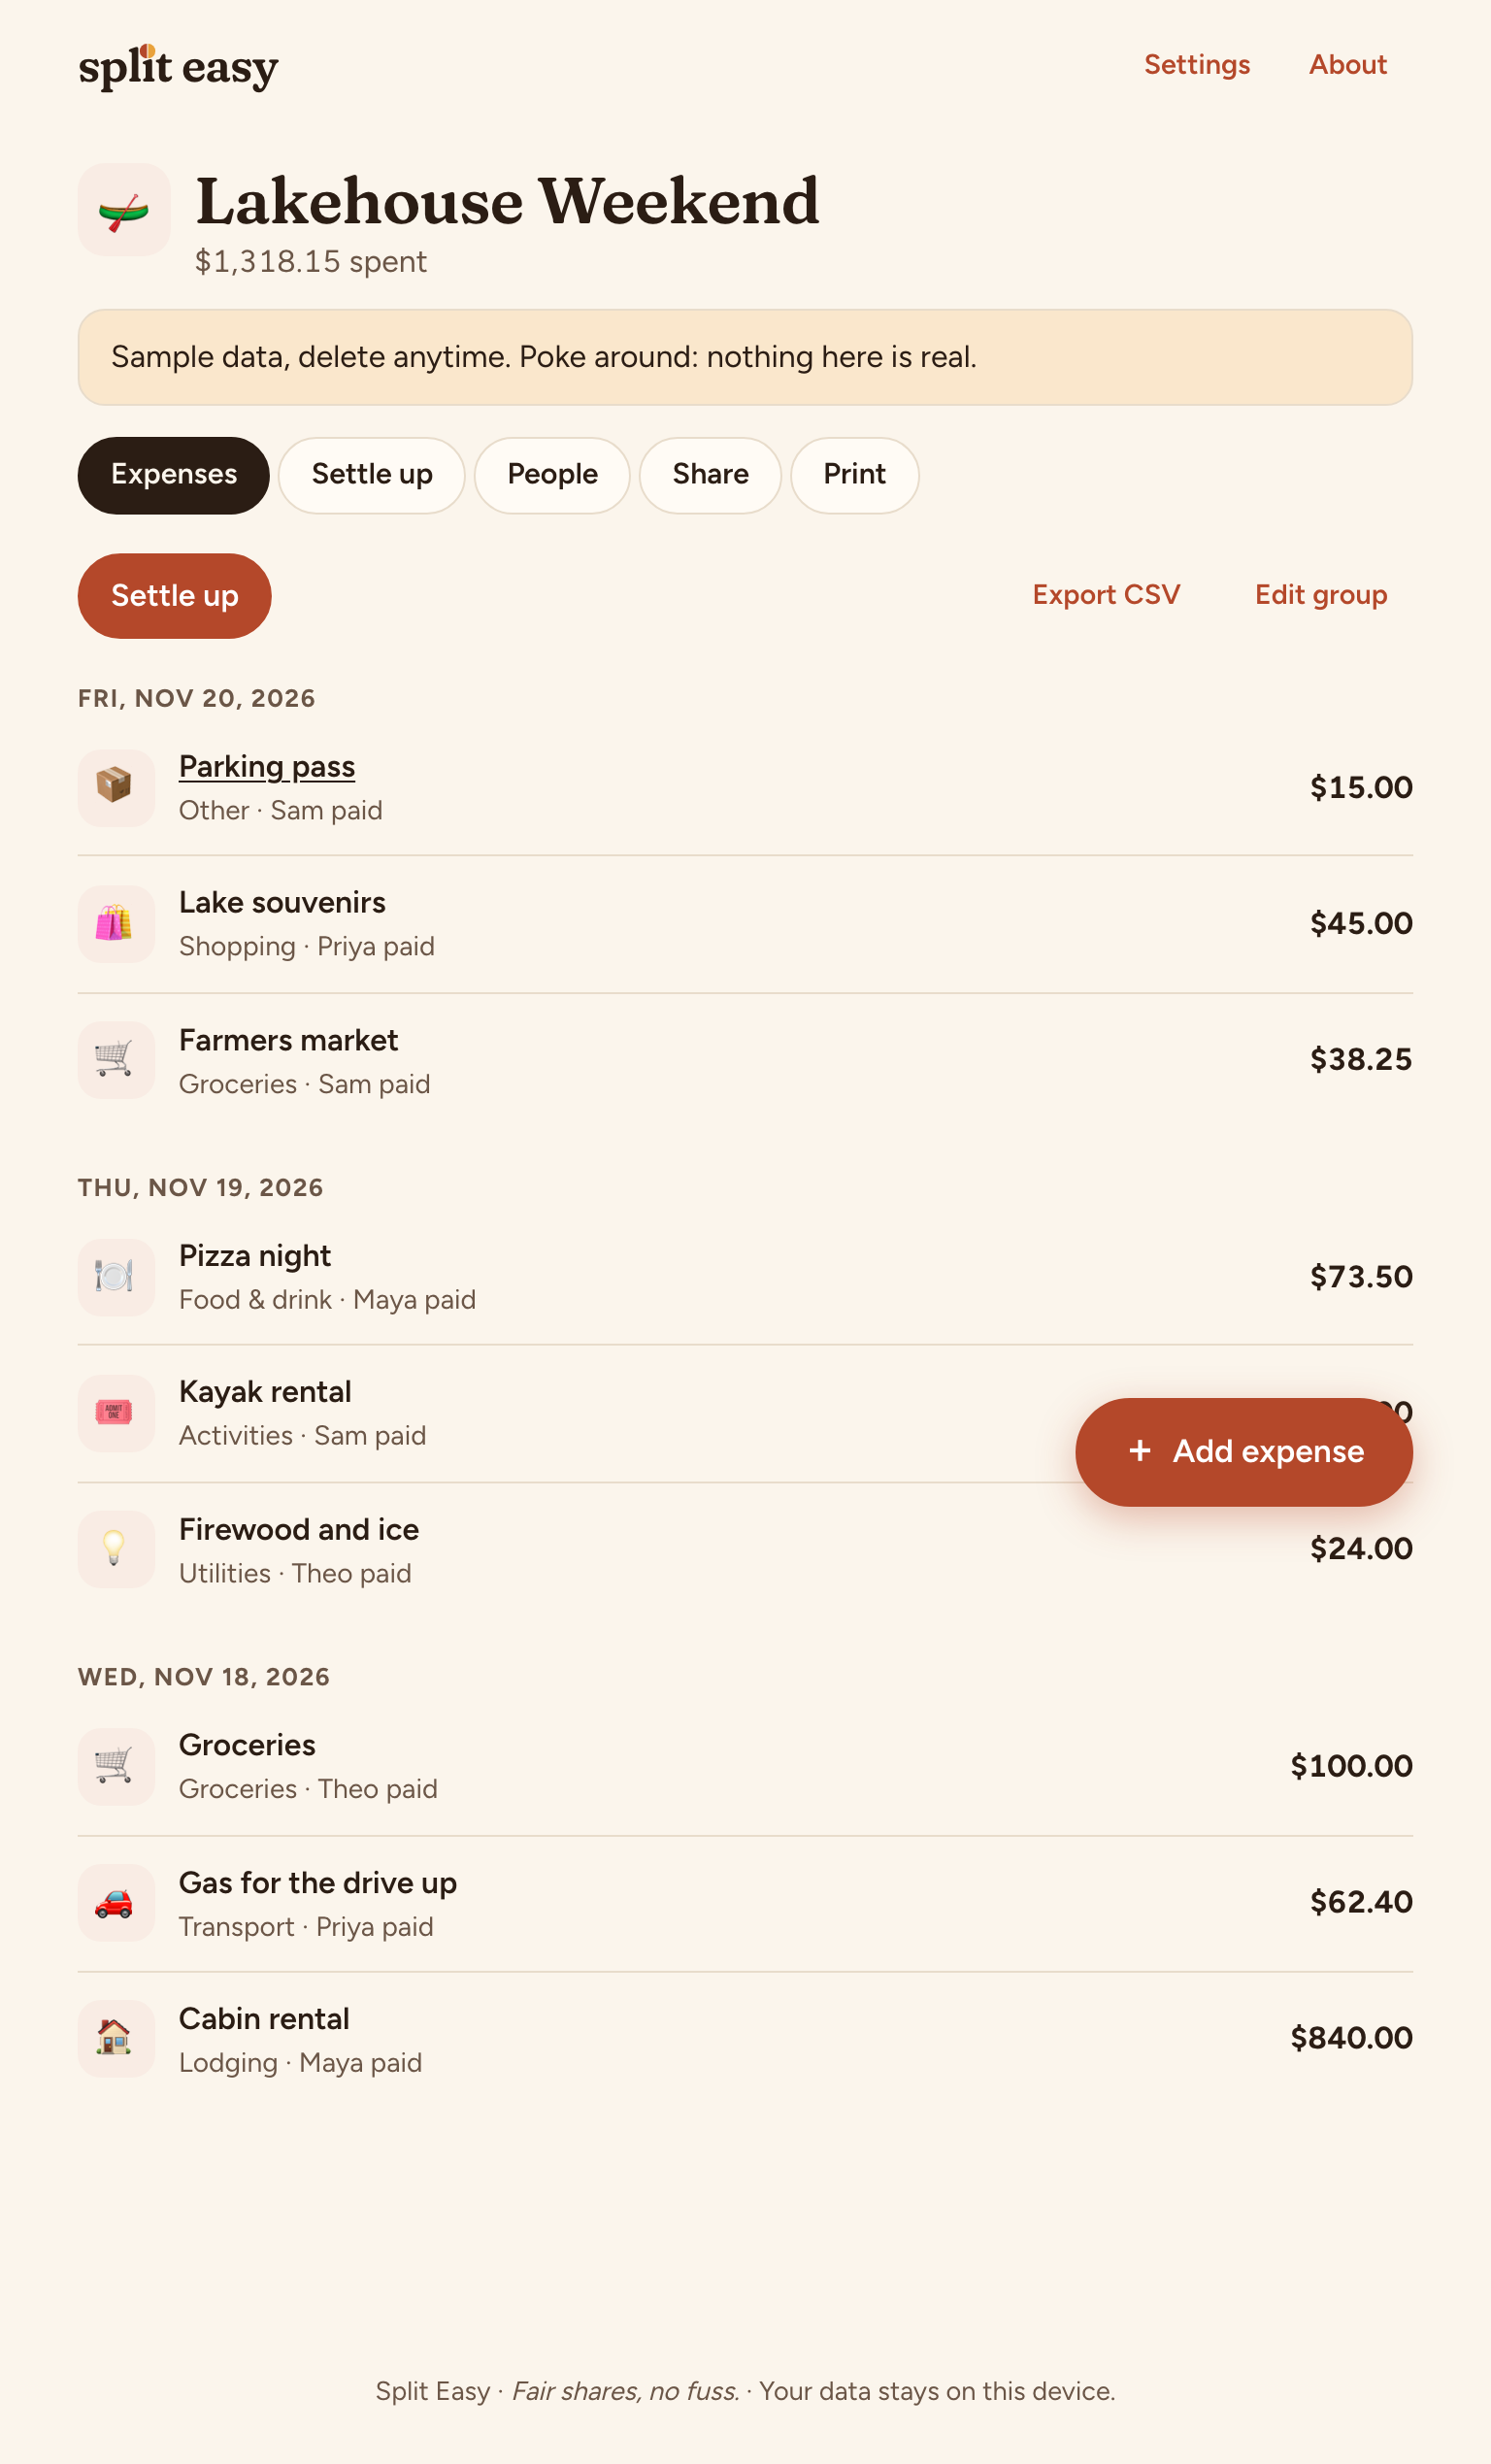 split easy
Settings About
Lakehouse Weekend
$1,318.15 spent
Sample data, delete anytime. Poke around: nothing here is real.
Expenses Settle up People Share Print
Settle up Export CSV Edit group
FRI, NOV 20, 2026
Parking pass
Other · Sam paid
$15.00
Lake souvenirs
Shopping · Priya paid
$45.00
Farmers market
Groceries · Sam paid
$38.25
THU, NOV 19, 2026
Pizza night
Food & drink · Maya paid
$73.50
Kayak rental
Activities · Sam paid
+ Add expense
Firewood and ice
Utilities · Theo paid
$24.00
WED, NOV 18, 2026
Groceries
Groceries · Theo paid
$100.00
Gas for the drive up
Transport · Priya paid
$62.40
Cabin rental
Lodging · Maya paid
$840.00
Split Easy · Fair shares, no fuss. · Your data stays on this device.